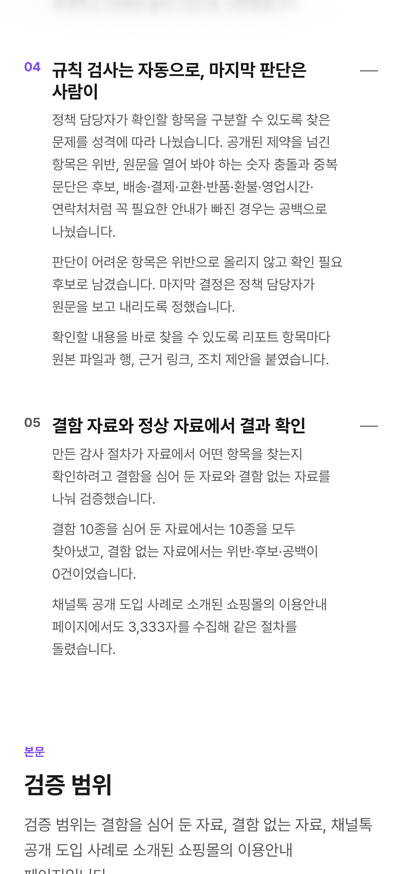 04 규칙 검사는 자동으로, 마지막 판단은
사람이
정책 담당자가 확인할 항목을 구분할 수 있도록 찾은
문제를 성격에 따라 나눴습니다. 공개된 제약을 넘긴
항목은 위반, 원문을 열어 봐야 하는 숫자 충돌과 중복
문단은 후보, 배송·결제·교환·반품·환불·영업시간·
연락처처럼 꼭 필요한 안내가 빠진 경우는 공백으로
나눴습니다.
판단이 어려운 항목은 위반으로 올리지 않고 확인 필요
후보로 남겼습니다. 마지막 결정은 정책 담당자가
원문을 보고 내리도록 정했습니다.
확인할 내용을 바로 찾을 수 있도록 리포트 항목마다
원본 파일과 행, 근거 링크, 조치 제안을 붙였습니다.
05 결함 자료와 정상 자료에서 결과 확인
만든 감사 절차가 자료에서 어떤 항목을 찾는지
확인하려고 결함을 심어 둔 자료와 결함 없는 자료를
나눠 검증했습니다.
결함 10종을 심어 둔 자료에서는 10종을 모두
찾아냈고, 결함 없는 자료에서는 위반·후보·공백이
0건이었습니다.
채널톡 공개 도입 사례로 소개된 쇼핑몰의 이용안내
페이지에서도 3,333자를 수집해 같은 절차를
돌렸습니다.
본문
검증 범위
검증 범위는 결함을 심어 둔 자료, 결함 없는 자료, 채널톡
공개 도입 사례로 소개된 쇼핑몰의 이용안내
페이지입니다.